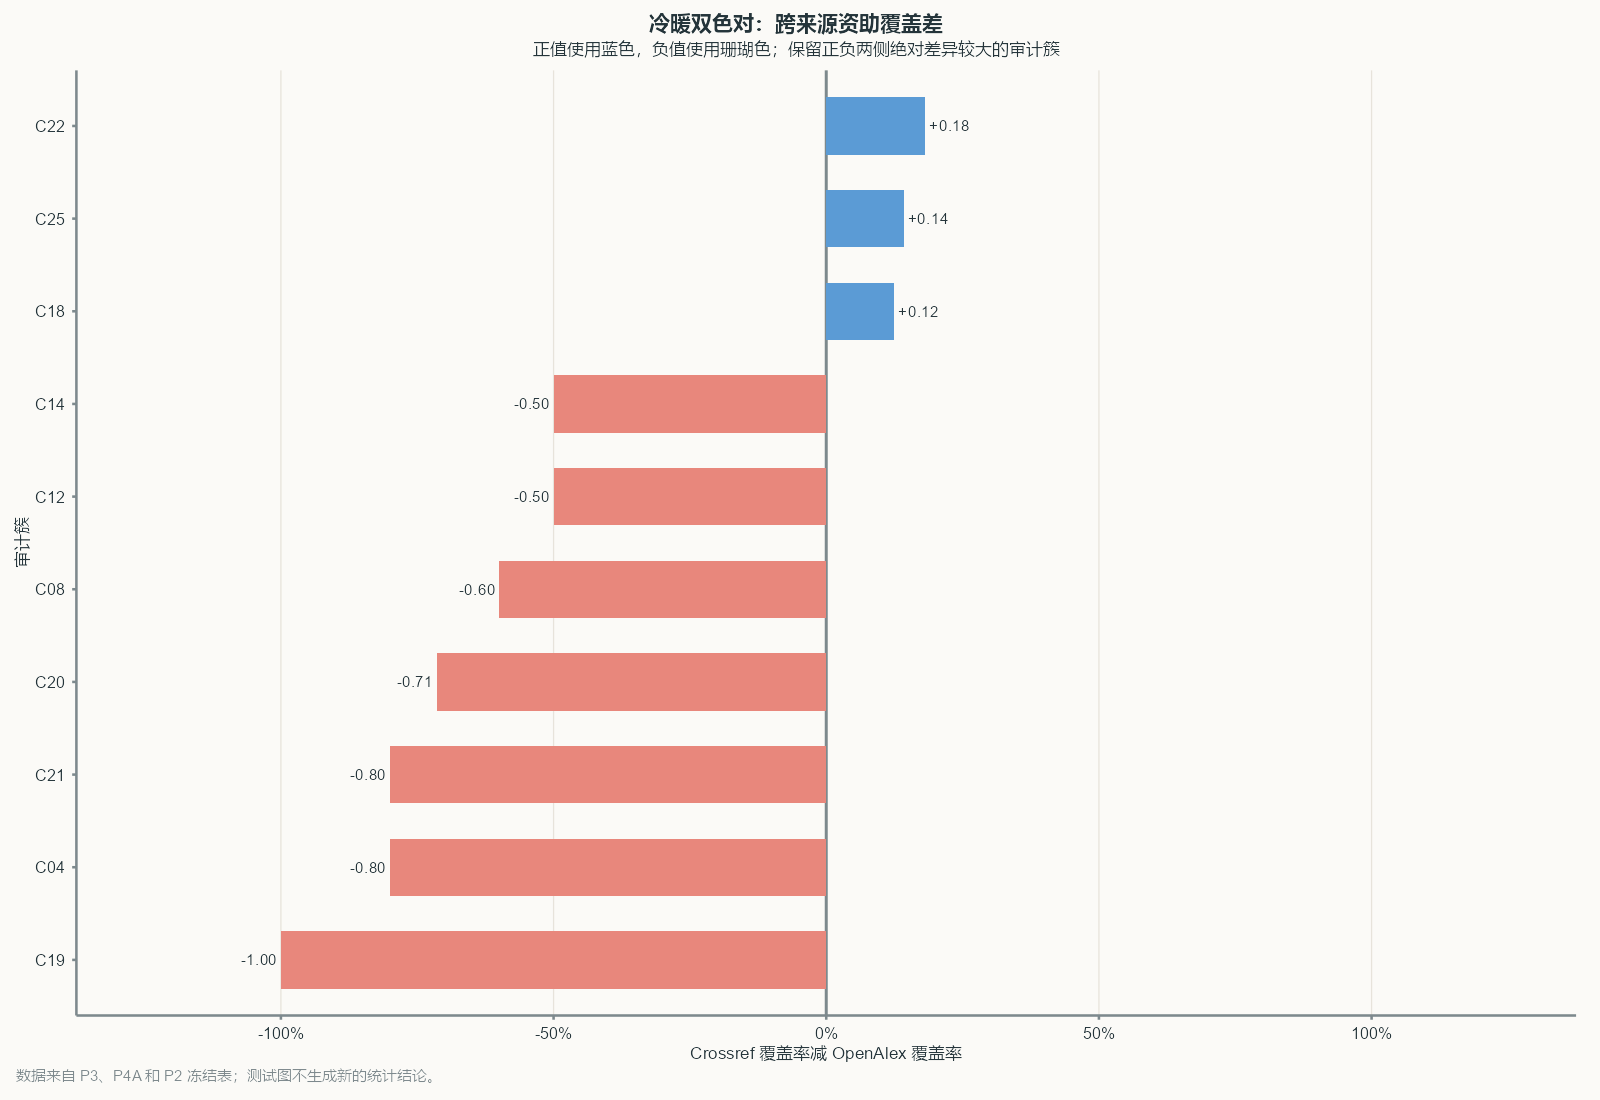 冷暖双色对：跨来源资助覆盖差
正值使用蓝色，负值使用珊瑚色；保留正负两侧绝对差异较大的审计簇
C22
+0.18
C25
+0.14
C18
+0.12
C14
-0.50
C12
-0.50
审计簇
C08
-0.60
C20
-0.71
C21
-0.80
C04
-0.80
C19
-1.00
-100%
-50%
0%
50%
100%
Crossref 覆盖率减 OpenAlex 覆盖率
数据来自 P3、P4A 和 P2 冻结表；测试图不生成新的统计结论。